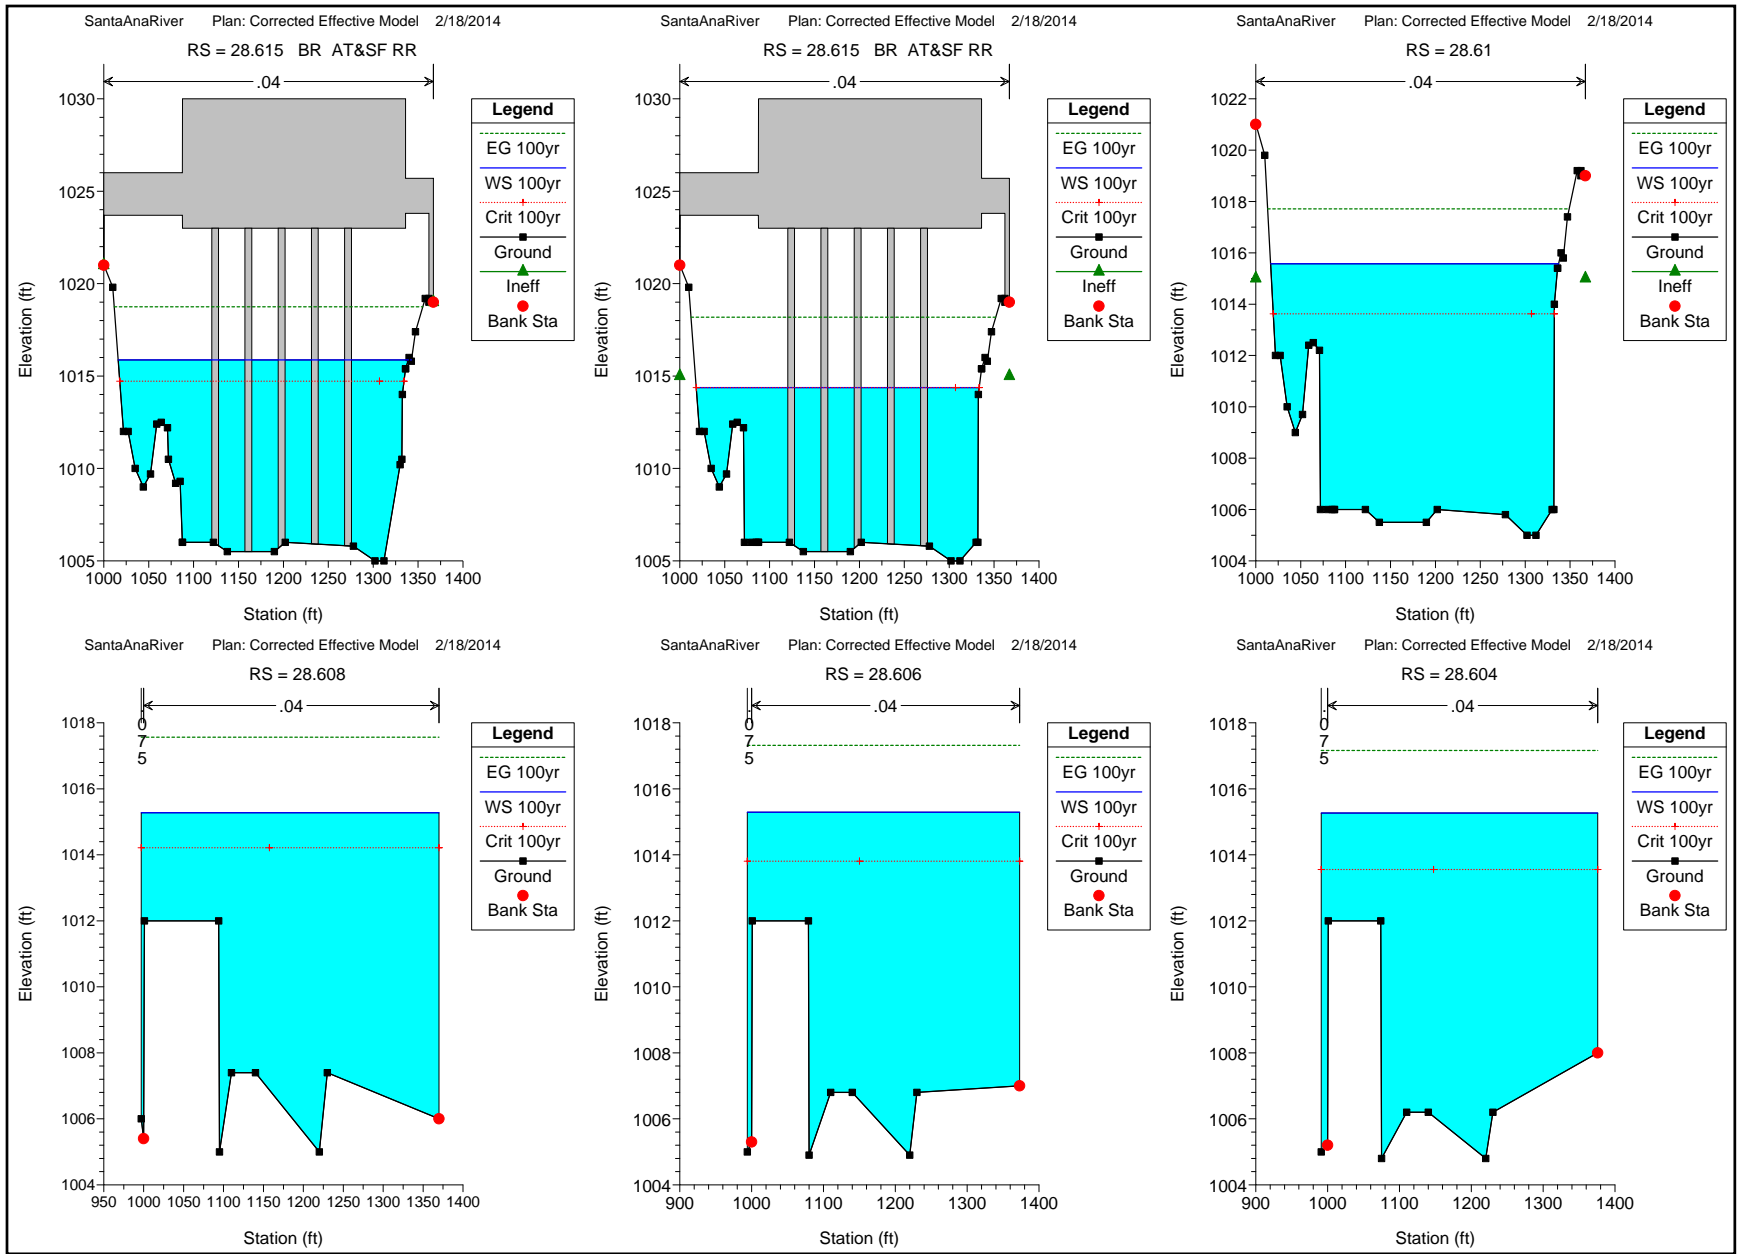 SantaAnaRiver Plan: Corrected Effective Model 2/18/2014
RS = 28.615 BR AT&SF RR
.04
1030
1025
1020
1015
1010
1005
1000 1050 1100 1150 1200 1250 1300 1350 1400
Elevation (ft)
Station (ft)
Legend
EG 100yr
WS 100yr
Crit 100yr
Ground
Ineff
Bank Sta
SantaAnaRiver Plan: Corrected Effective Model 2/18/2014
RS = 28.615 BR AT&SF RR
.04
1030
1025
1020
1015
1010
1005
1000 1050 1100 1150 1200 1250 1300 1350 1400
Elevation (ft)
Station (ft)
Legend
EG 100yr
WS 100yr
Crit 100yr
Ground
Ineff
Bank Sta
SantaAnaRiver Plan: Corrected Effective Model 2/18/2014
RS = 28.61
.04
1022
1020
1018
1016
1014
1012
1010
1008
1006
1004
1000 1050 1100 1150 1200 1250 1300 1350 1400
Elevation (ft)
Station (ft)
Legend
EG 100yr
WS 100yr
Crit 100yr
Ground
Ineff
Bank Sta
SantaAnaRiver Plan: Corrected Effective Model 2/18/2014
RS = 28.608
.075
.04
1018
1016
1014
1012
1010
1008
1006
1004
950 1000 1050 1100 1150 1200 1250 1300 1350 1400
Elevation (ft)
Station (ft)
Legend
EG 100yr
WS 100yr
Crit 100yr
Ground
Bank Sta
SantaAnaRiver Plan: Corrected Effective Model 2/18/2014
RS = 28.606
.075
.04
1018
1016
1014
1012
1010
1008
1006
1004
900 1000 1100 1200 1300 1400
Elevation (ft)
Station (ft)
Legend
EG 100yr
WS 100yr
Crit 100yr
Ground
Bank Sta
SantaAnaRiver Plan: Corrected Effective Model 2/18/2014
RS = 28.604
.075
.04
1018
1016
1014
1012
1010
1008
1006
1004
900 1000 1100 1200 1300 1400
Elevation (ft)
Station (ft)
Legend
EG 100yr
WS 100yr
Crit 100yr
Ground
Bank Sta